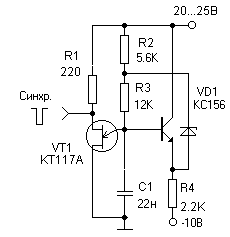 20...25В
R1
220
R2
5.6K
Синхр.
R3
12K
VD1
КС156
VT1
КТ117А
C1
22н
R4
2.2K
-10В